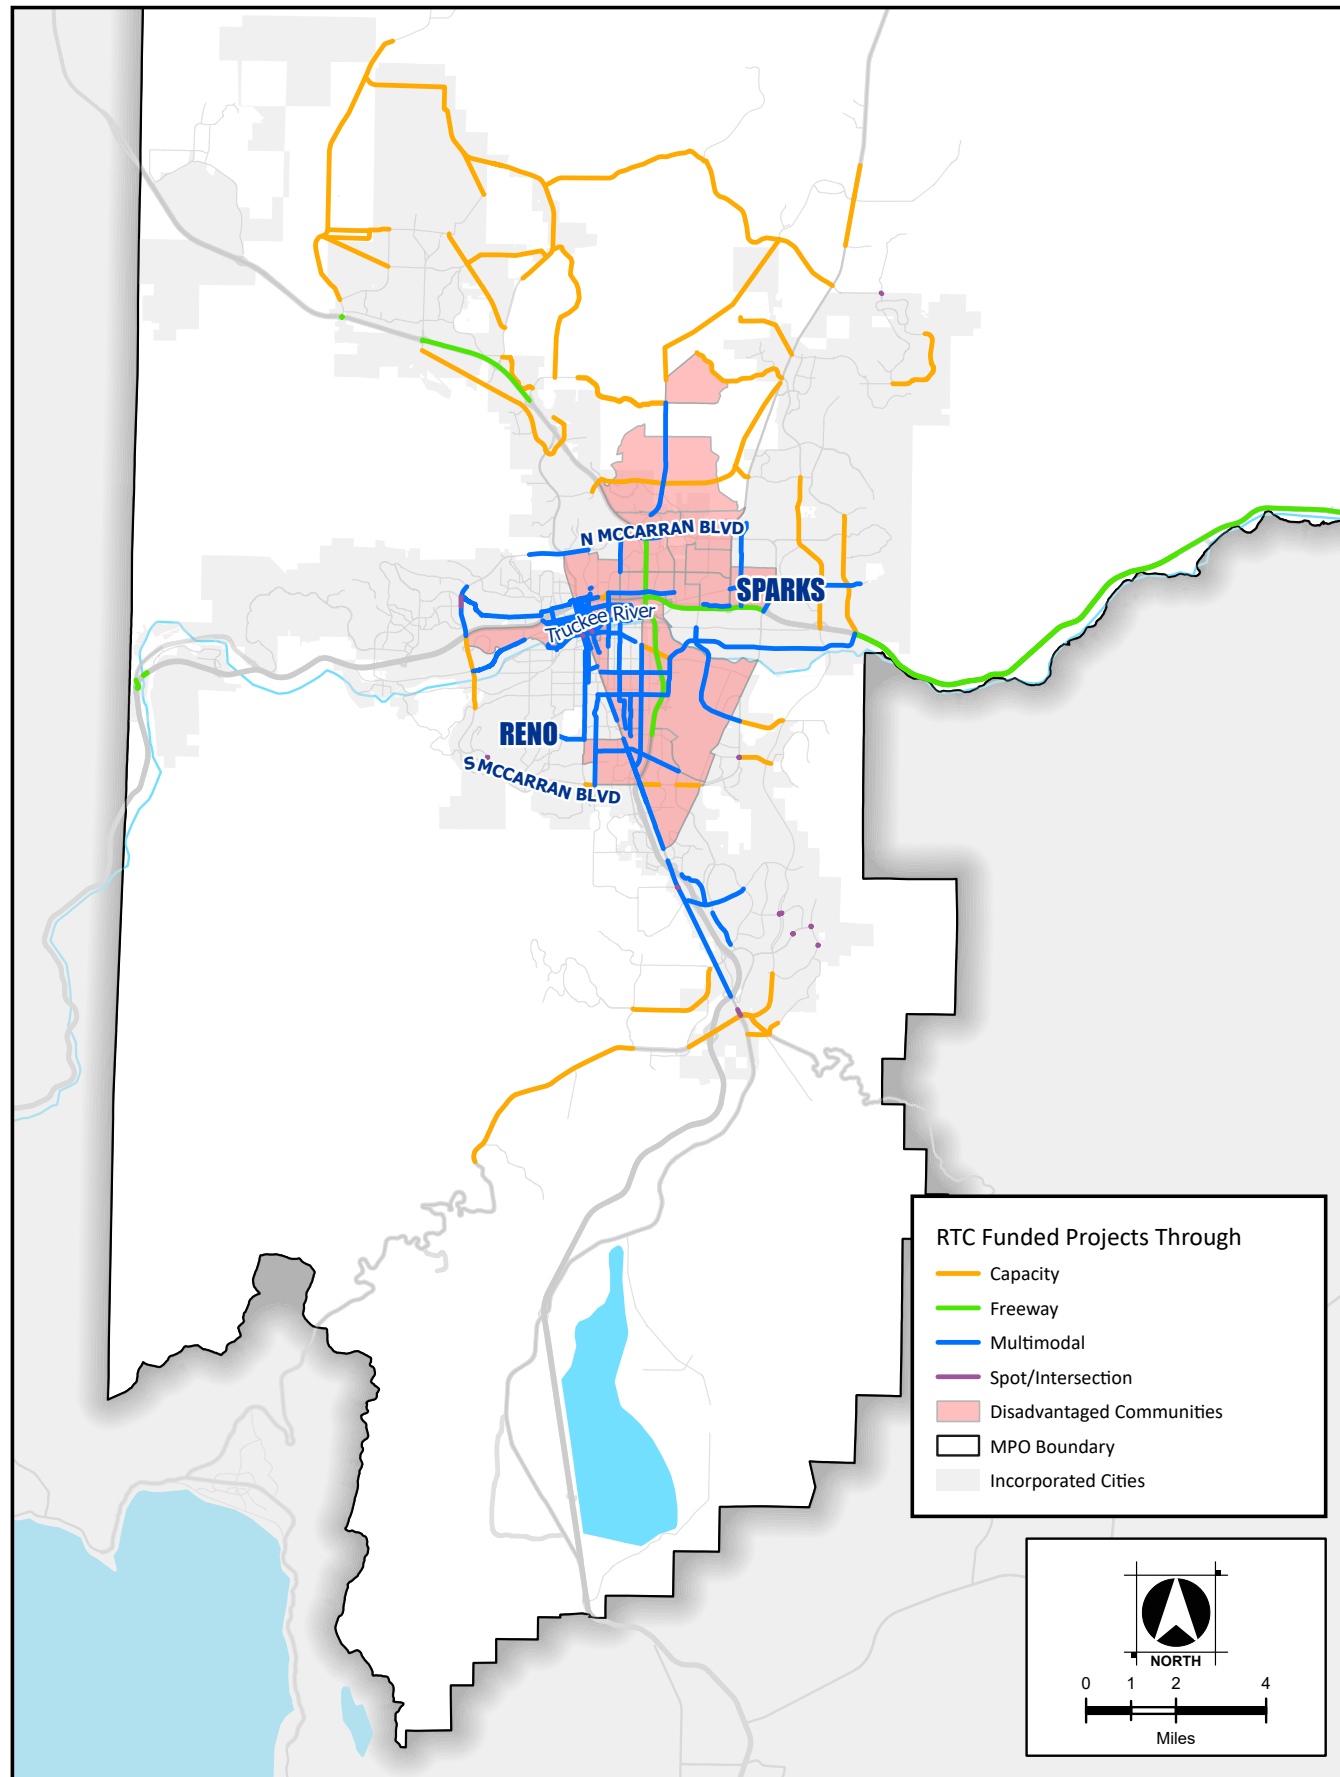 N MCCARRAN BLVD
SPARKS
Truckee River
RENO
S MCCARRAN BLVD
RTC Funded Projects Through
Capacity
Freeway
Multimodal
Spot/Intersection
Disadvantaged Communities
MPO Boundary
Incorporated Cities
NORTH
0 1 2 4
Miles